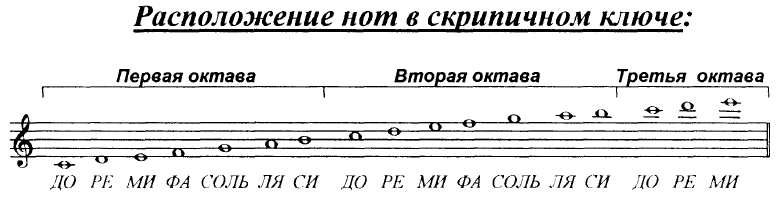 Расположение нот в скрипичном ключе:
Первая октава Вторая октава Третья октава
ДО РЕ МИ ФА СОЛЬ ЛЯ СИ ДО РЕ МИ ФА СОЛЬ ЛЯ СИ ДО РЕ МИ